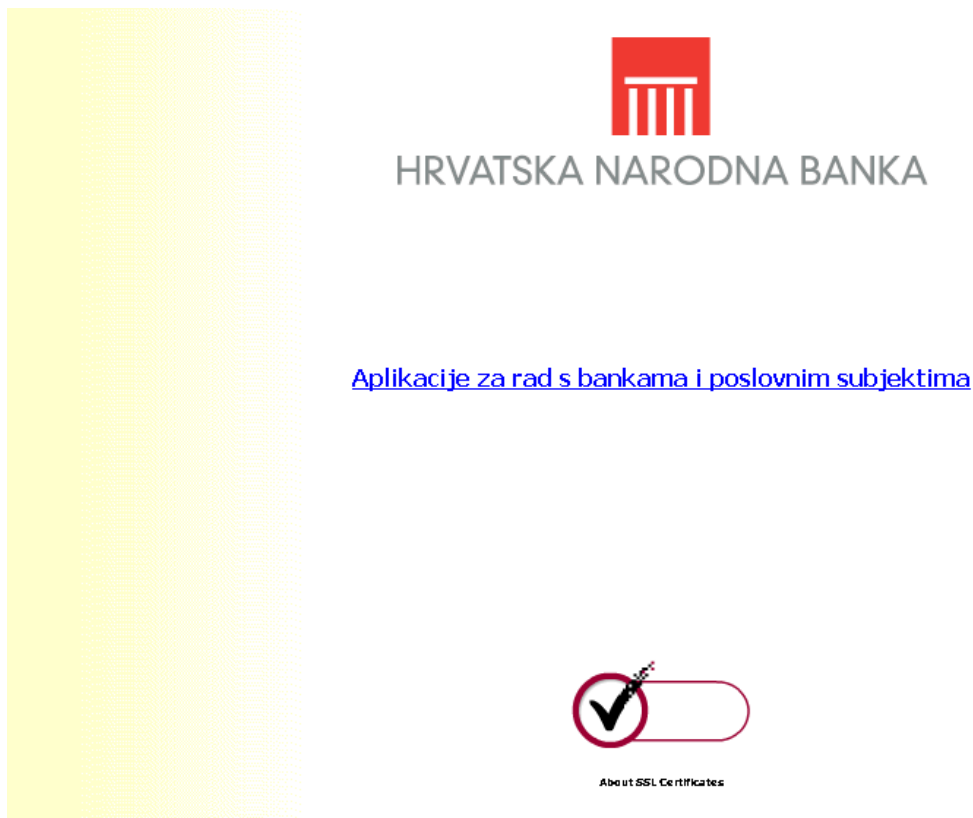 HRVATSKA NARODNA BANKA
Aplikacije za rad s bankama i poslovnim subjektima
About SSL Certificates